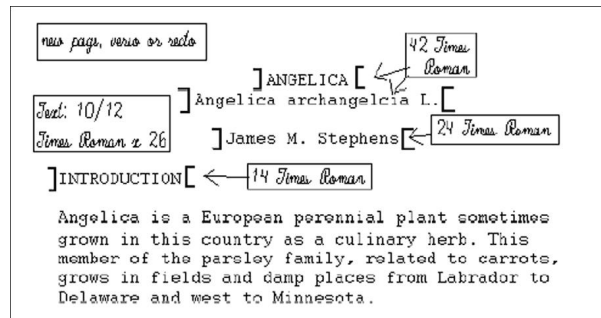 new page, verso or recto
42 Times
Roman
]ANGELICA[
]Angelica archangelcia L.[
Text: 10/12
Times Roman x 26
]James M. Stephens[
24 Times Roman
]INTRODUCTION[
14 Times Roman
Angelica is a European perennial plant sometimes
grown in this country as a culinary herb. This
member of the parsley family, related to carrots,
grows in fields and damp places from Labrador to
Delaware and west to Minnesota.